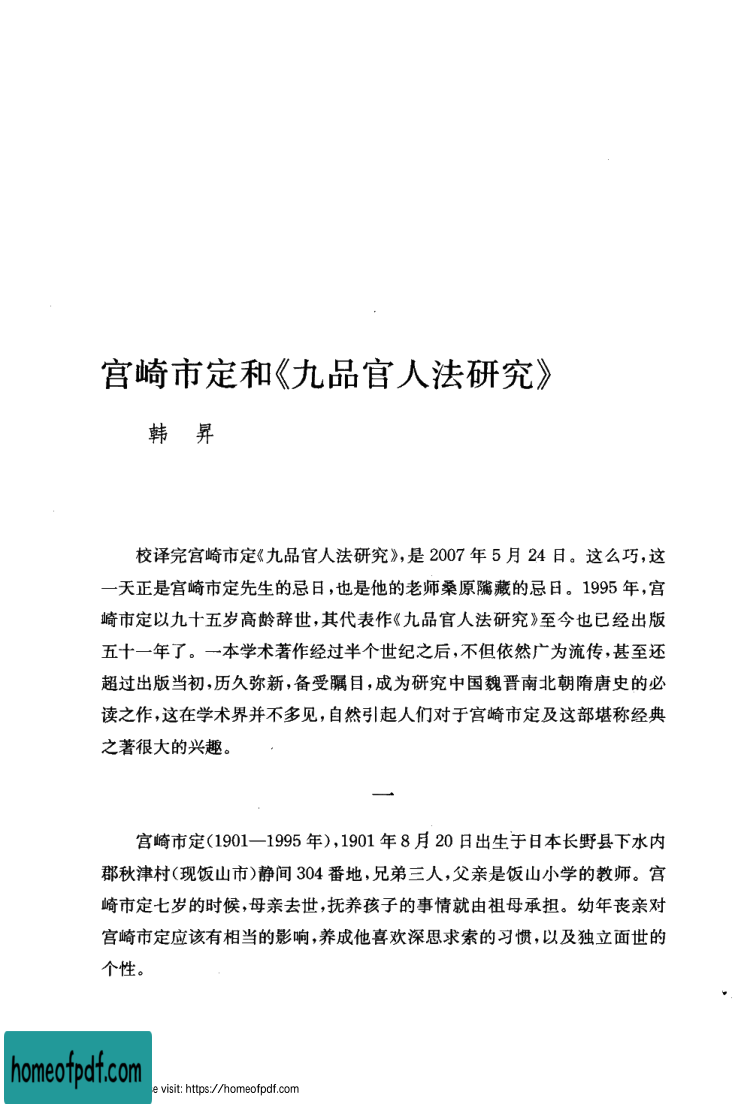 宫崎市定和《九品官人法研究》
韩 昇
校译完宫崎市定《九品官人法研究》,是 2007 年 5 月 24 日。这么巧,这
一天正是宫崎市定先生的忌日,也是他的老师桑原隲藏的忌日。1995 年,宫
崎市定以九十五岁高龄辞世,其代表作《九品官人法研究》至今也已经出版
五十一年了。一本学术著作经过半个世纪之后,不但依然广为流传,甚至还
超过出版当初,历久弥新,备受瞩目,成为研究中国魏晋南北朝隋唐史的必
读之作,这在学术界并不多见,自然引起人们对于宫崎市定及这部堪称经典
之著很大的兴趣。
一
宫崎市定(1901—1995 年),1901 年 8 月 20 日出生于日本长野县下水内
郡秋津村(现饭山市)静间 304 番地,兄弟三人,父亲是饭山小学的教师。宫
崎市定七岁的时候,母亲去世,抚养孩子的事情就由祖母承担。幼年丧亲对
宫崎市定应该有相当的影响,养成他喜欢深思求索的习惯,以及独立面世的
个性。
homeofpdf.com
e visit: https://homeofpdf.com